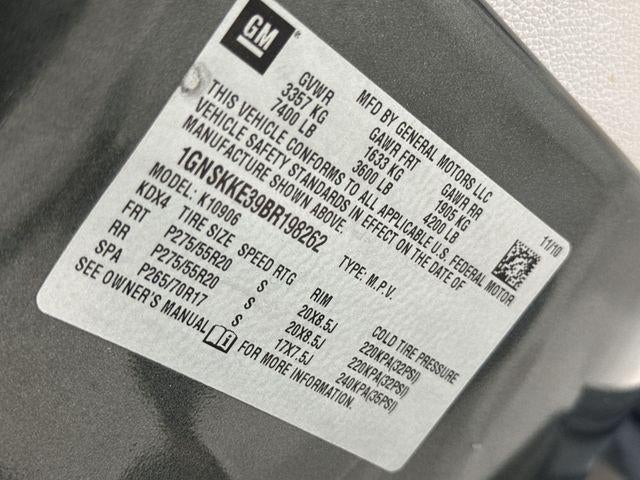 GM ®
MFD BY GENERAL MOTORS LLC
GVWR GAWR FRT GAWR RR
3357 KG 1633 KG 1905 KG
7400 LB 3600 LB 4200 LB
THIS VEHICLE CONFORMS TO ALL APPLICABLE U.S. FEDERAL MOTOR
VEHICLE SAFETY STANDARDS IN EFFECT ON THE DATE OF
MANUFACTURE SHOWN ABOVE.
11/10
1GNSKKE39BR198262
TYPE: M.P.V.
MODEL: K10906
KDX4 TIRE SIZE SPEED RTG RIM COLD TIRE PRESSURE
FRT P275/55R20 S 20X8.5J 220KPA(32PSI)
RR P275/55R20 S 20X8.5J 220KPA(32PSI)
SPA P265/70R17 S 17X7.5J 240KPA(35PSI)
SEE OWNER'S MANUAL FOR MORE INFORMATION.